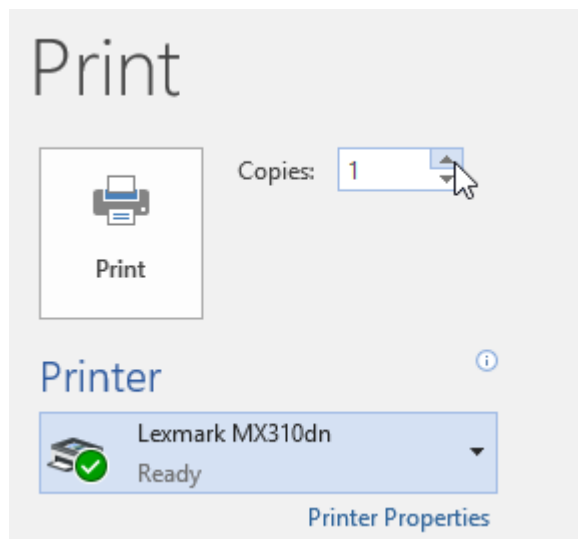 Print
Copies: 1
Print
Printer
Lexmark MX310dn
Ready
Printer Properties